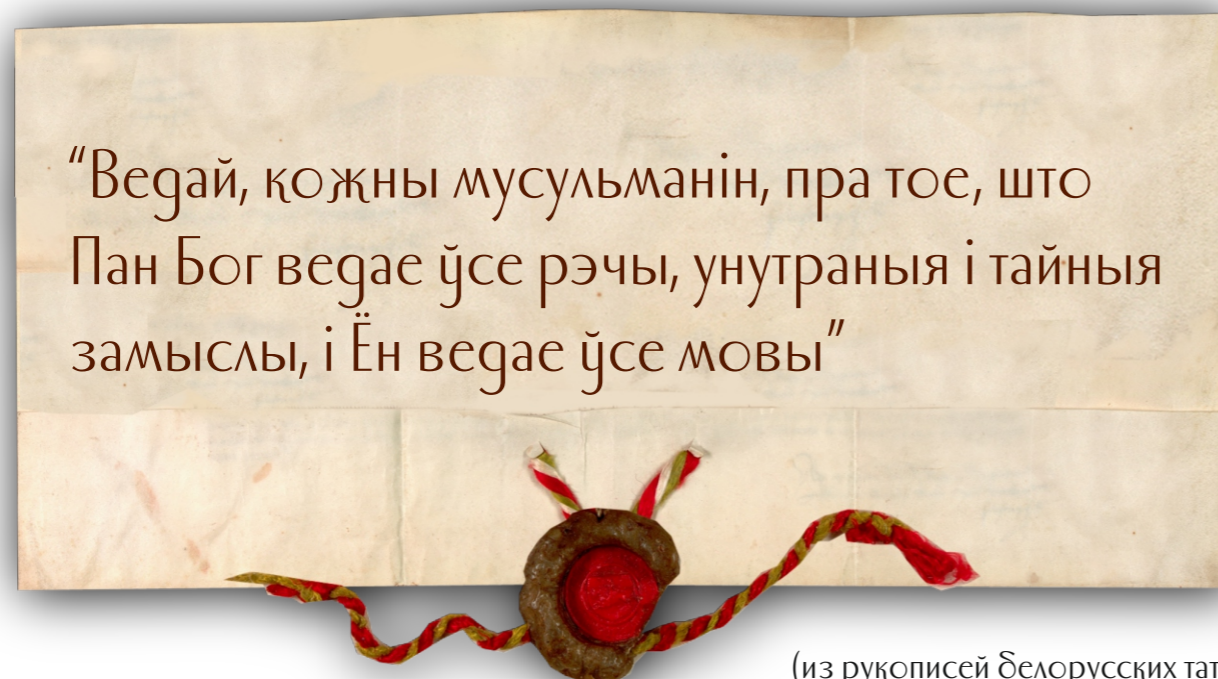 “Ведай, кожны мусульманін, пра тое, што
Пан Бог ведае ўсе рэчы, унутраныя і тайныя
замыслы, і Ён ведае ўсе мовы”
(из рукописей белорусских тат